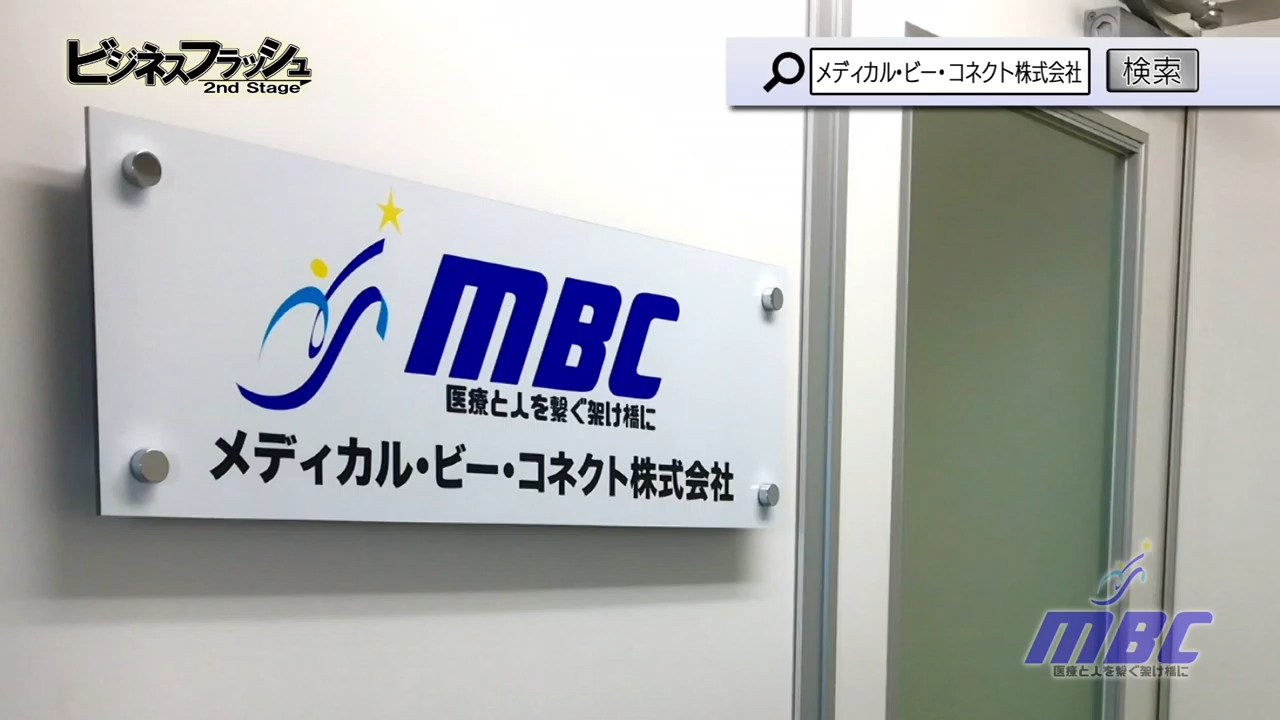 ビジネスフラッシュ
2nd Stage
メディカル・ビー・コネクト株式会社
検索
MBC
医療と人を繋ぐ架け橋に
メディカル・ビー・コネクト株式会社
MBC
医療と人を繋ぐ架け橋に